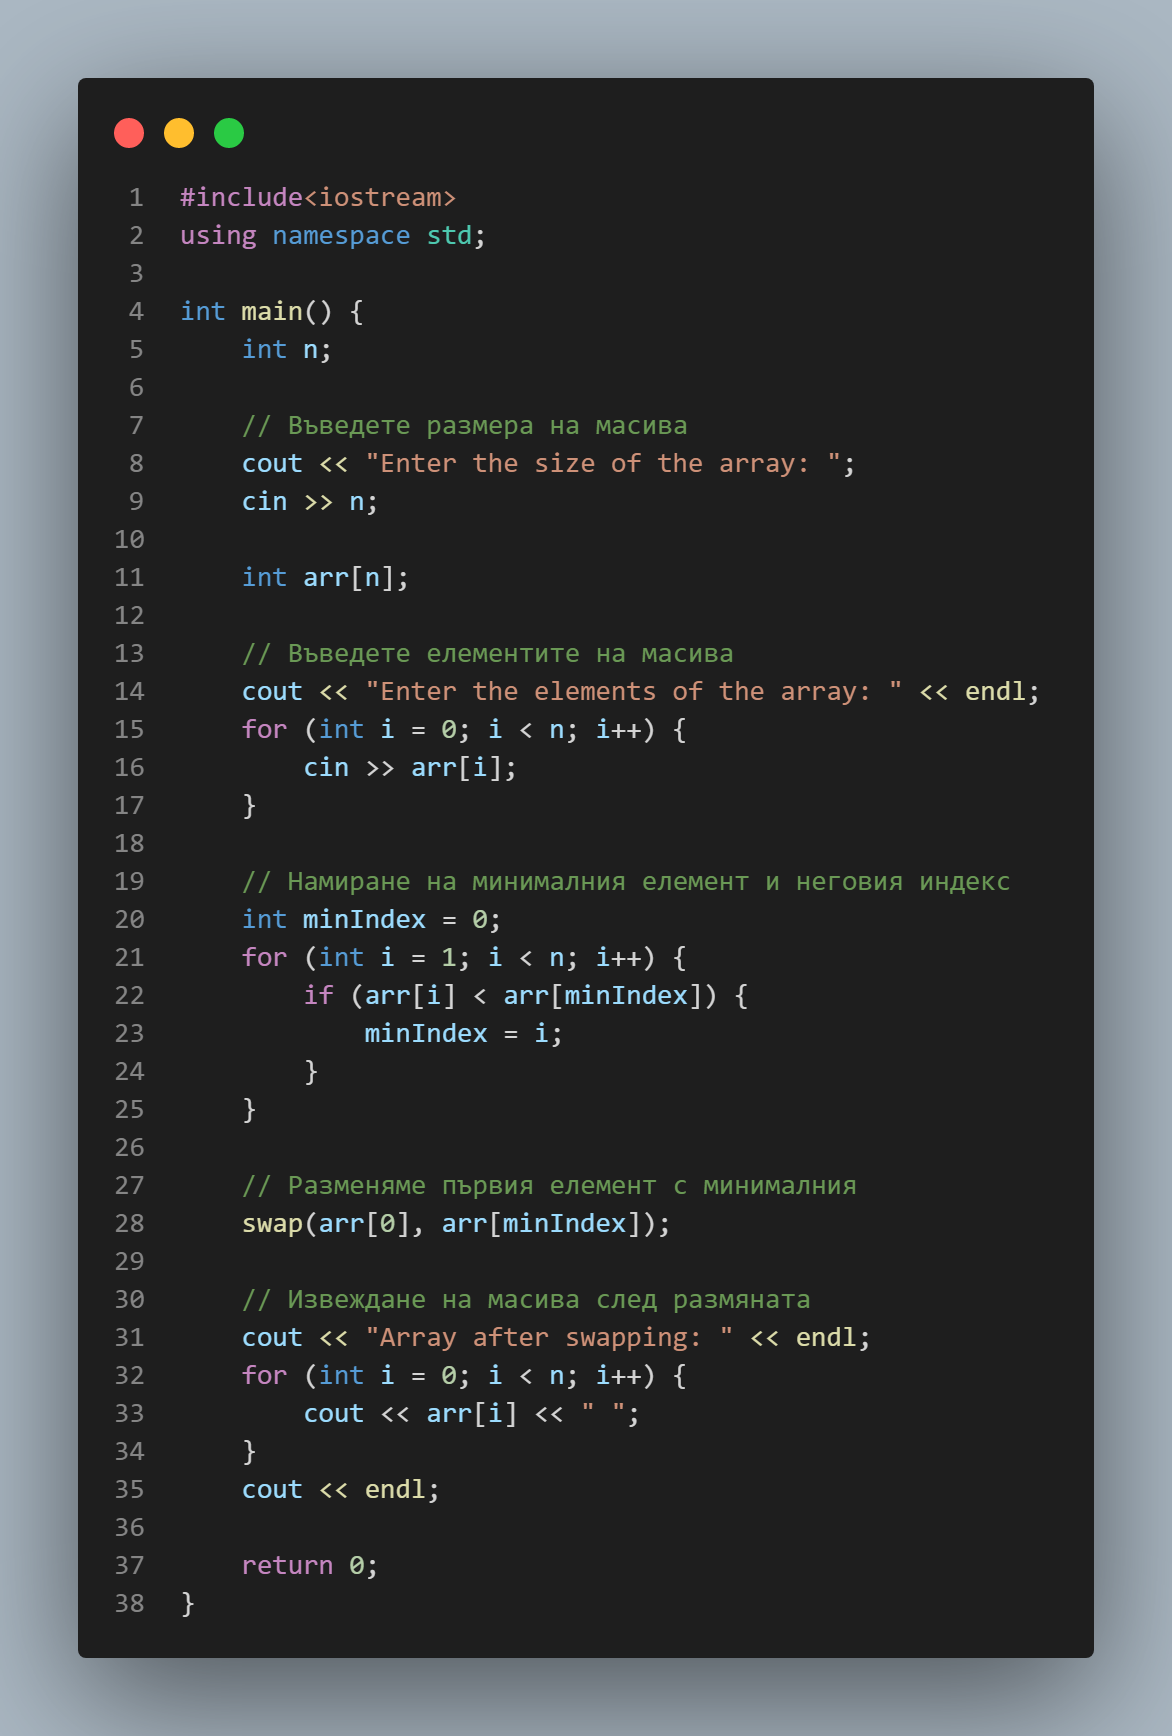 1 #include<iostream>
2 using namespace std;
3
4 int main() {
5     int n;
6
7     // Въведете размера на масива
8     cout << "Enter the size of the array: ";
9     cin >> n;
10
11     int arr[n];
12
13     // Въведете елементите на масива
14     cout << "Enter the elements of the array: " << endl;
15     for (int i = 0; i < n; i++) {
16         cin >> arr[i];
17     }
18
19     // Намиране на минималния елемент и неговия индекс
20     int minIndex = 0;
21     for (int i = 1; i < n; i++) {
22         if (arr[i] < arr[minIndex]) {
23             minIndex = i;
24         }
25     }
26
27     // Разменяме първия елемент с минималния
28     swap(arr[0], arr[minIndex]);
29
30     // Извеждане на масива след размяната
31     cout << "Array after swapping: " << endl;
32     for (int i = 0; i < n; i++) {
33         cout << arr[i] << " ";
34     }
35     cout << endl;
36
37     return 0;
38 }